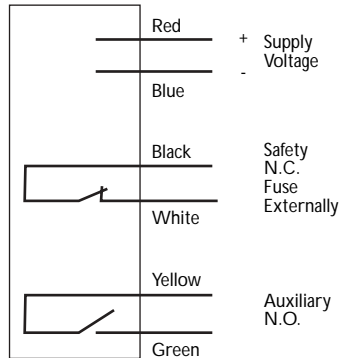 Red
+ Supply
Voltage
-
Blue
Black
Safety
N.C.
Fuse
Externally
White
Yellow
Auxiliary
N.O.
Green